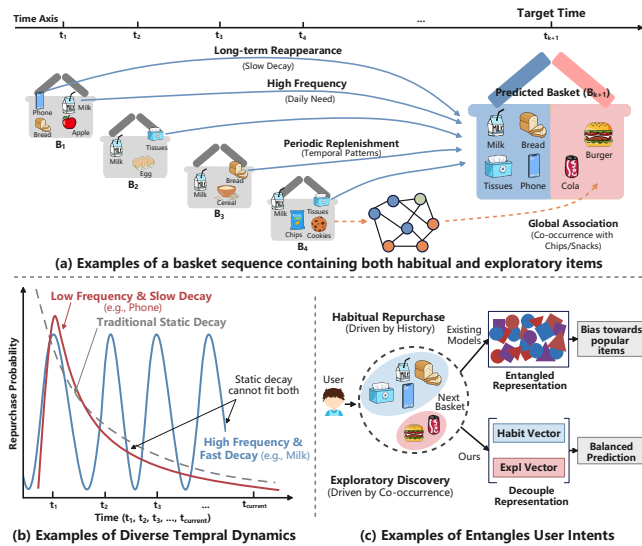 Time Axis
t1
t2
t3
t4
...
Target Time
tk+1
Long-term Reappearance
(Slow Decay)
High Frequency
(Daily Need)
Periodic Replenishment
(Temporal Patterns)
Phone
Milk
Bread
Apple
B1
Milk
Tissues
Egg
B2
Bread
Milk
Cereal
B3
Milk
Tissues
Chips
Cookies
B4
Predicted Basket (Bk+1)
Milk
Bread
Burger
Tissues
Phone
Cola
Global Association
(Co-occurrence with
Chips/Snacks)
(a) Examples of a basket sequence containing both habitual and exploratory items
Repurchase Probability
Low Frequency & Slow Decay
(e.g., Phone)
Traditional Static Decay
Static decay
cannot fit both
High Frequency &
Fast Decay (e.g., Milk)
t1
t2
t3
...
tcurrent
Time (t1, t2, t3, ..., tcurrent)
(b) Examples of Diverse Tempral Dynamics
Habitual Repurchase
(Driven by History)
User
Next
Basket
Exploratory Discovery
(Driven by Co-occurrence)
Existing
Models
Entangled
Representation
Bias towards
popular
items
Ours
Habit Vector
Expl Vector
Decouple
Representation
Balanced
Prediction
(c) Examples of Entangles User Intents